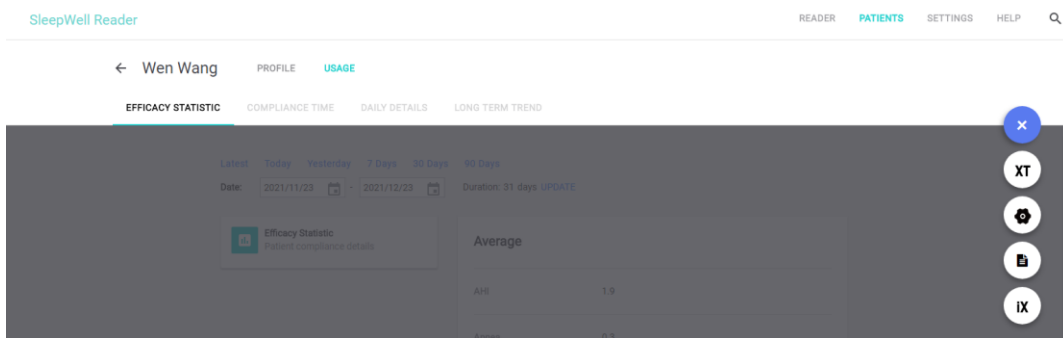 SleepWell Reader READER PATIENTS SETTINGS HELP
Wen Wang PROFILE USAGE
EFFICACY STATISTIC COMPLIANCE TIME DAILY DETAILS LONG TERM TREND
Latest Today Yesterday 7 Days 30 Days 90 Days
Date: 2021/11/23 - 2021/12/23 Duration: 31 days UPDATE
Efficacy Statistic
Patient compliance details
Average
AHI 1.9
XT
iX